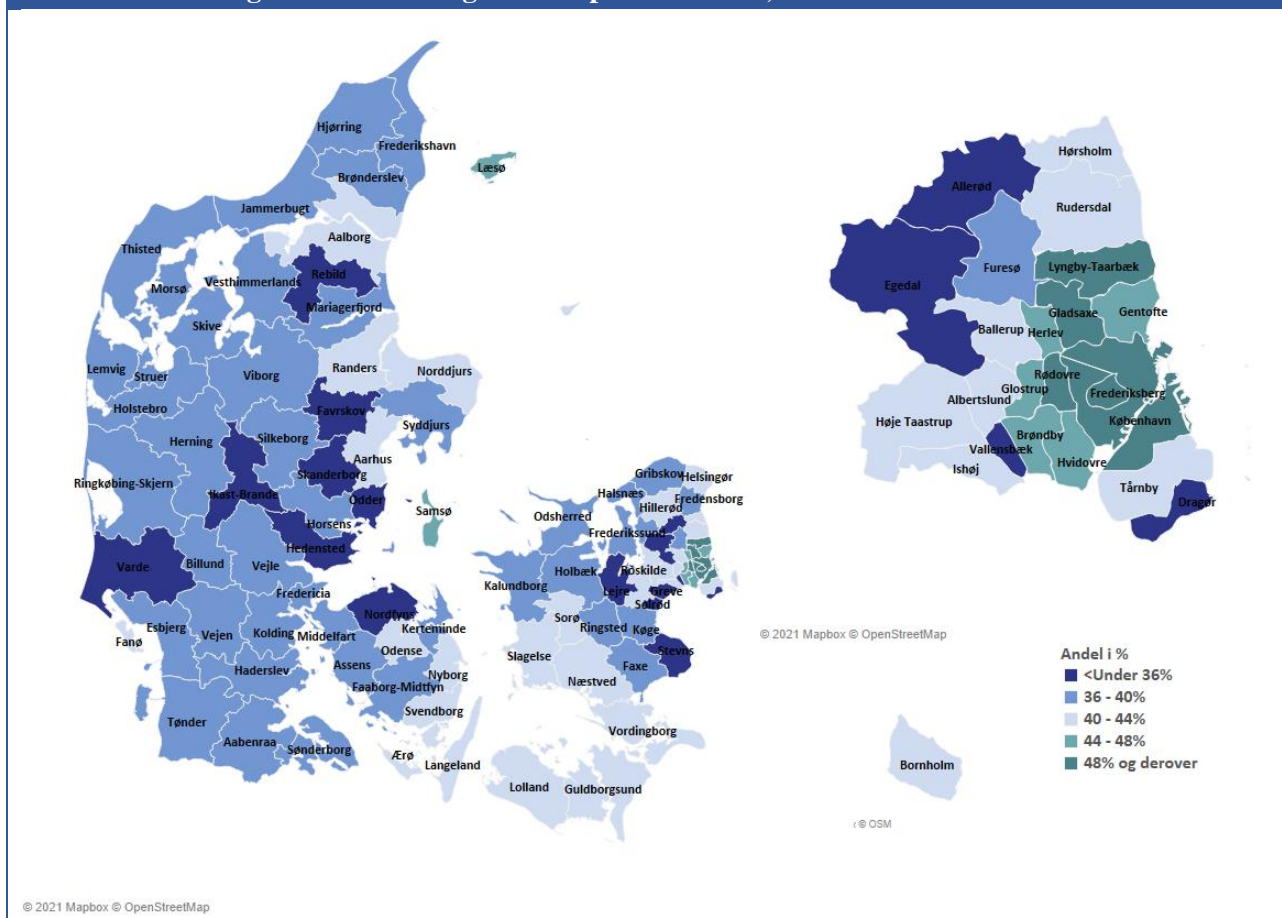 Hjørring
Frederikshavn
Læsø
Brønderslev
Jammerbugt
Aalborg
Thisted
Rebild
Vesthimmerlands
Morsø
Mariagerfjord
Skive
Randers
Norddjurs
Lemvig
Struer
Viborg
Holstebro
Favrskov
Syddjurs
Herning
Silkeborg
Aarhus
Ringkøbing-Skjern
Skanderborg
Ikast-Brande
Odder
Samsø
Horsens
Hedensted
Varde
Billund
Vejle
Fredericia
Nordfyns
Kerteminde
Esbjerg
Vejen
Kolding
Middelfart
Odense
Fanø
Haderslev
Assens
Nyborg
Faaborg-Midtfyn
Svendborg
Tønder
Aabenraa
Sønderborg
Ærø
Langeland
Gribskov
Helsingør
Halsnæs
Fredensborg
Hillerød
Odsherred
Frederikssund
Holbæk
Roskilde
Kalundborg
Lejre
Greve
Solrød
Sorø
Ringsted
Køge
Slagelse
Stevns
Faxe
Næstved
Vordingborg
Lolland
Guldborgsund
Hørsholm
Allerød
Rudersdal
Furesø
Lyngby-Taarbæk
Egedal
Gladsaxe
Gentofte
Ballerup
Herlev
Rødovre
Glostrup
Frederiksberg
Albertslund
Høje Taastrup
København
Vallensbæk
Brøndby
Hvidovre
Ishøj
Tårnby
Dragør
© 2021 Mapbox © OpenStreetMap
Andel i %
<Under 36%
36 - 40%
40 - 44%
44 - 48%
48% og derover
Bornholm
© OSM
© 2021 Mapbox © OpenStreetMap